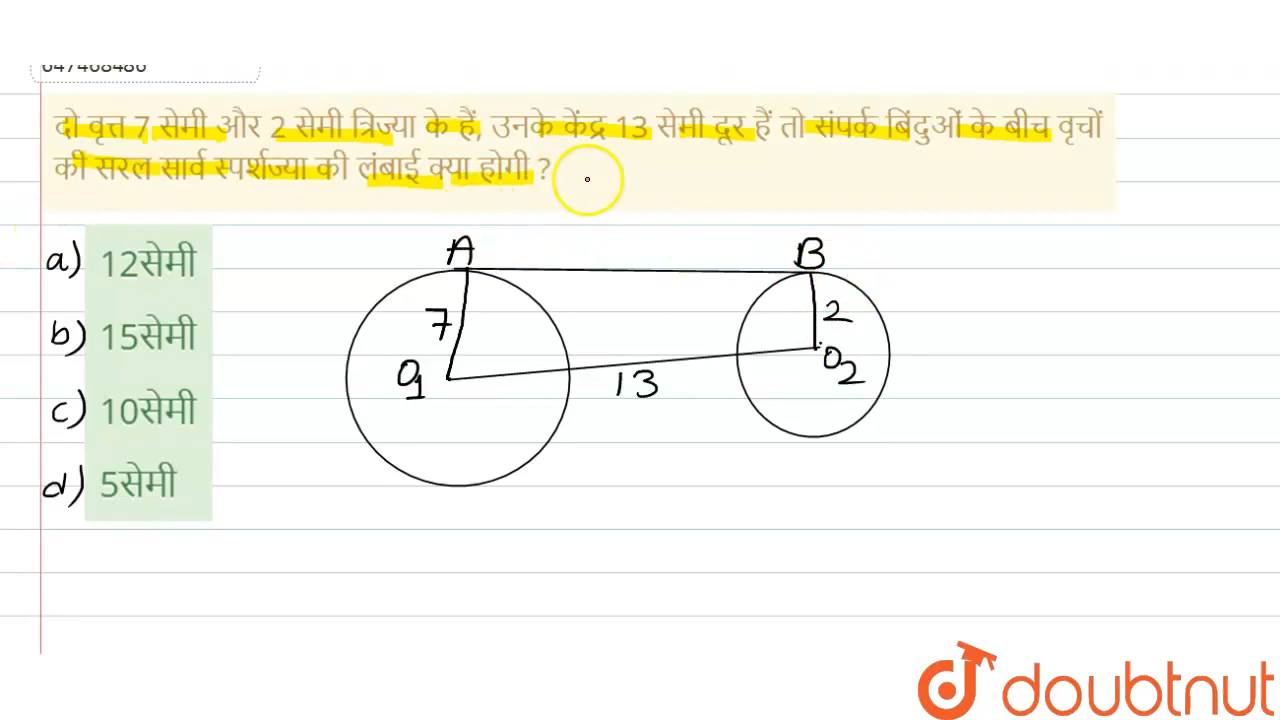 647468486
दो वृत्त 7 सेमी और 2 सेमी त्रिज्या के हैं, उनके केंद्र 13 सेमी दूर हैं तो संपर्क बिंदुओं के बीच वृचों
की सरल सार्व स्पर्शज्या की लंबाई क्या होगी ?
a) 12सेमी
b) 15सेमी
c) 10सेमी
d) 5सेमी
A B
7 2
O1 13 O2
doubtnut